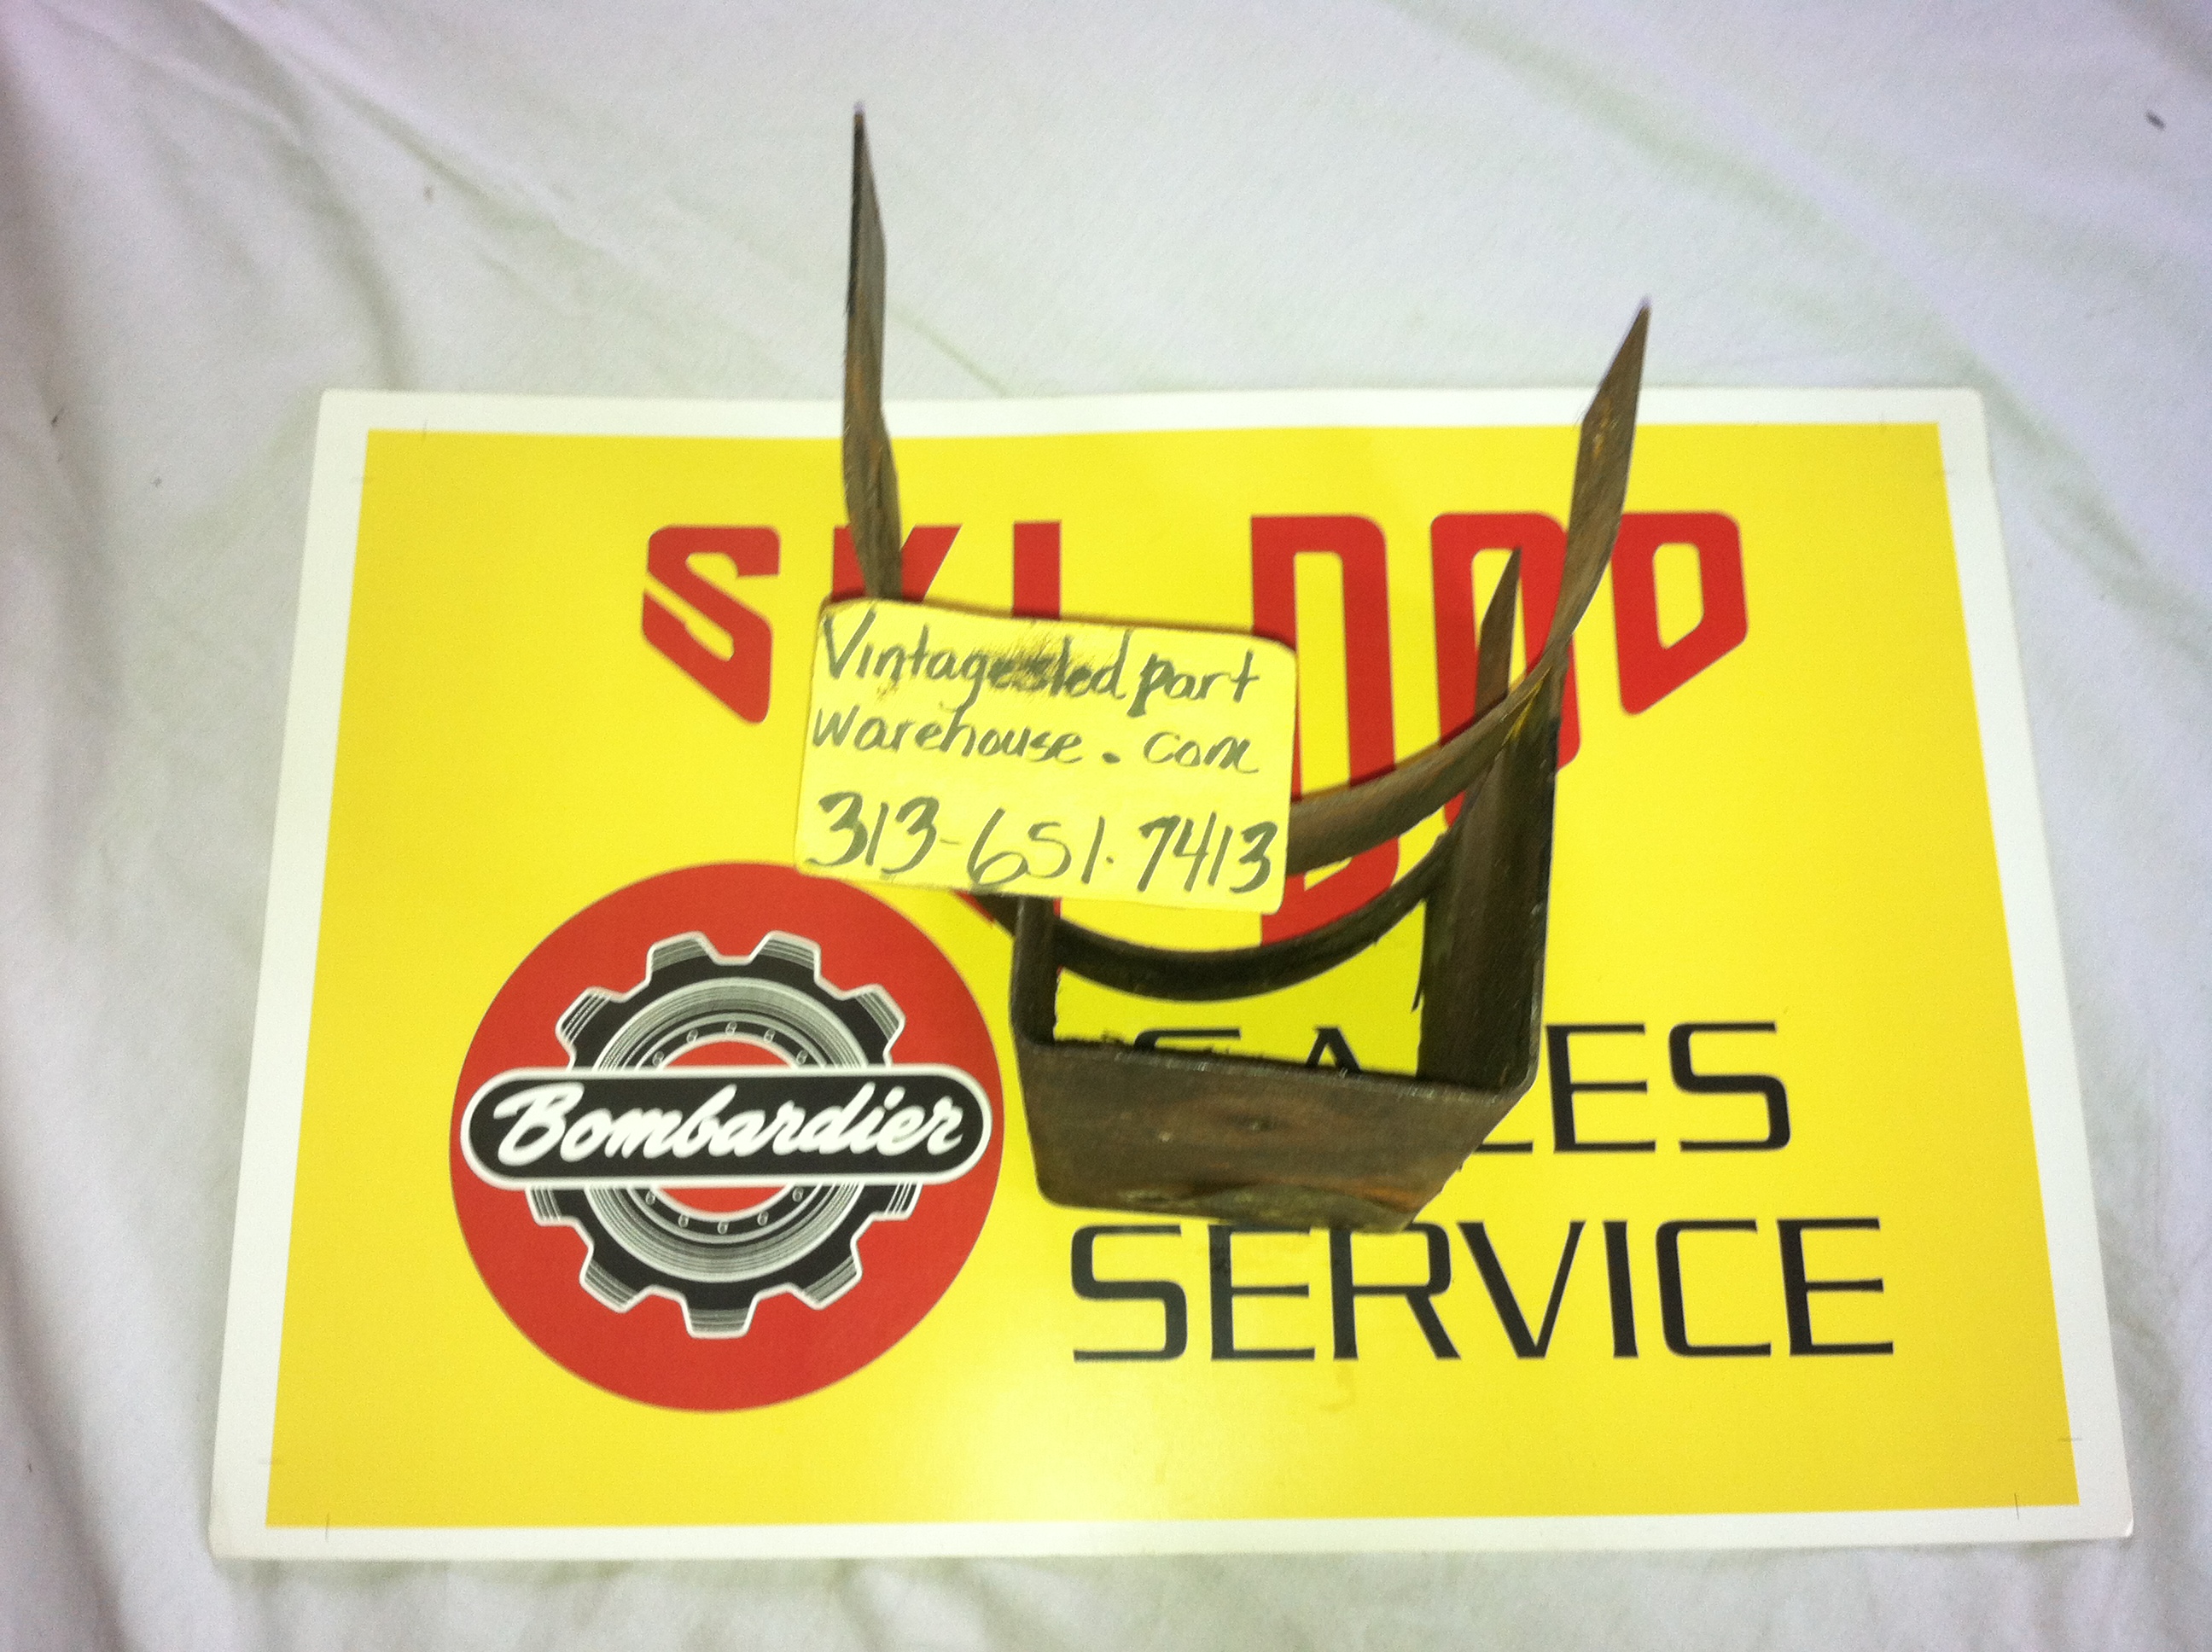 SKI-DOO
Vintagesled part
warehouse.com
313-651-7413
Bombardier
SALES
SERVICE